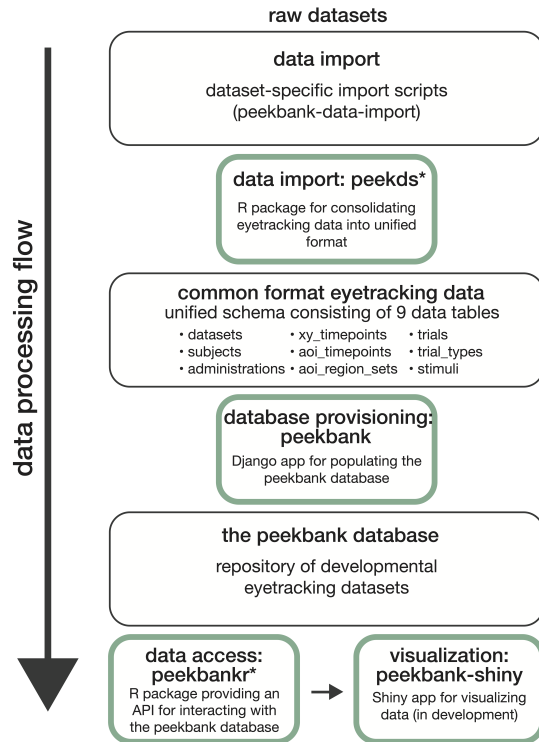 raw datasets
data import
dataset-specific import scripts
(peekbank-data-import)
data import: peekds*
R package for consolidating
eyetracking data into unified
format
common format eyetracking data
unified schema consisting of 9 data tables
• datasets • xy_timepoints • trials
• subjects • aoi_timepoints • trial_types
• administrations • aoi_region_sets • stimuli
database provisioning:
peekbank
Django app for populating the
peekbank database
the peekbank database
repository of developmental
eyetracking datasets
data access:
peekbankr*
R package providing an
API for interacting with
the peekbank database
visualization:
peekbank-shiny
Shiny app for visualizing
data (in development)
data processing flow